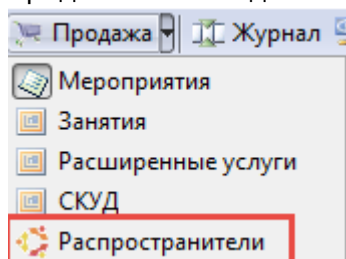 Продажа Журнал
Мероприятия
Занятия
Расширенные услуги
СКУД
Распространители